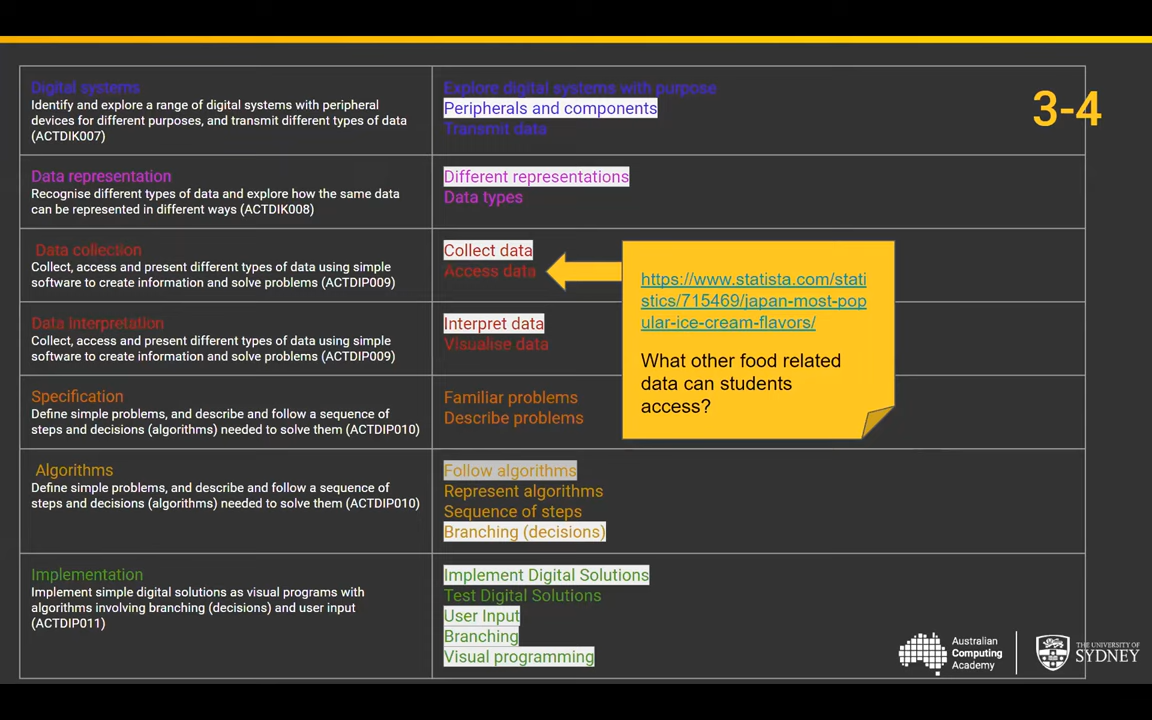 Digital systems
Identify and explore a range of digital systems with peripheral
devices for different purposes, and transmit different types of data
(ACTDIK007)
Explore digital systems with purpose
Peripherals and components
Transmit data
3-4
Data representation
Recognise different types of data and explore how the same data
can be represented in different ways (ACTDIK008)
Different representations
Data types
Data collection
Collect, access and present different types of data using simple
software to create information and solve problems (ACTDIP009)
Collect data
Access data
https://www.statista.com/stati
stics/715469/japan-most-pop
ular-ice-cream-flavors/
What other food related
data can students
access?
Data interpretation
Collect, access and present different types of data using simple
software to create information and solve problems (ACTDIP009)
Interpret data
Visualise data
Specification
Define simple problems, and describe and follow a sequence of
steps and decisions (algorithms) needed to solve them (ACTDIP010)
Familiar problems
Describe problems
Algorithms
Define simple problems, and describe and follow a sequence of
steps and decisions (algorithms) needed to solve them (ACTDIP010)
Follow algorithms
Represent algorithms
Sequence of steps
Branching (decisions)
Implementation
Implement simple digital solutions as visual programs with
algorithms involving branching (decisions) and user input
(ACTDIP011)
Implement Digital Solutions
Test Digital Solutions
User Input
Branching
Visual programming
Australian
Computing
Academy
THE UNIVERSITY OF
SYDNEY